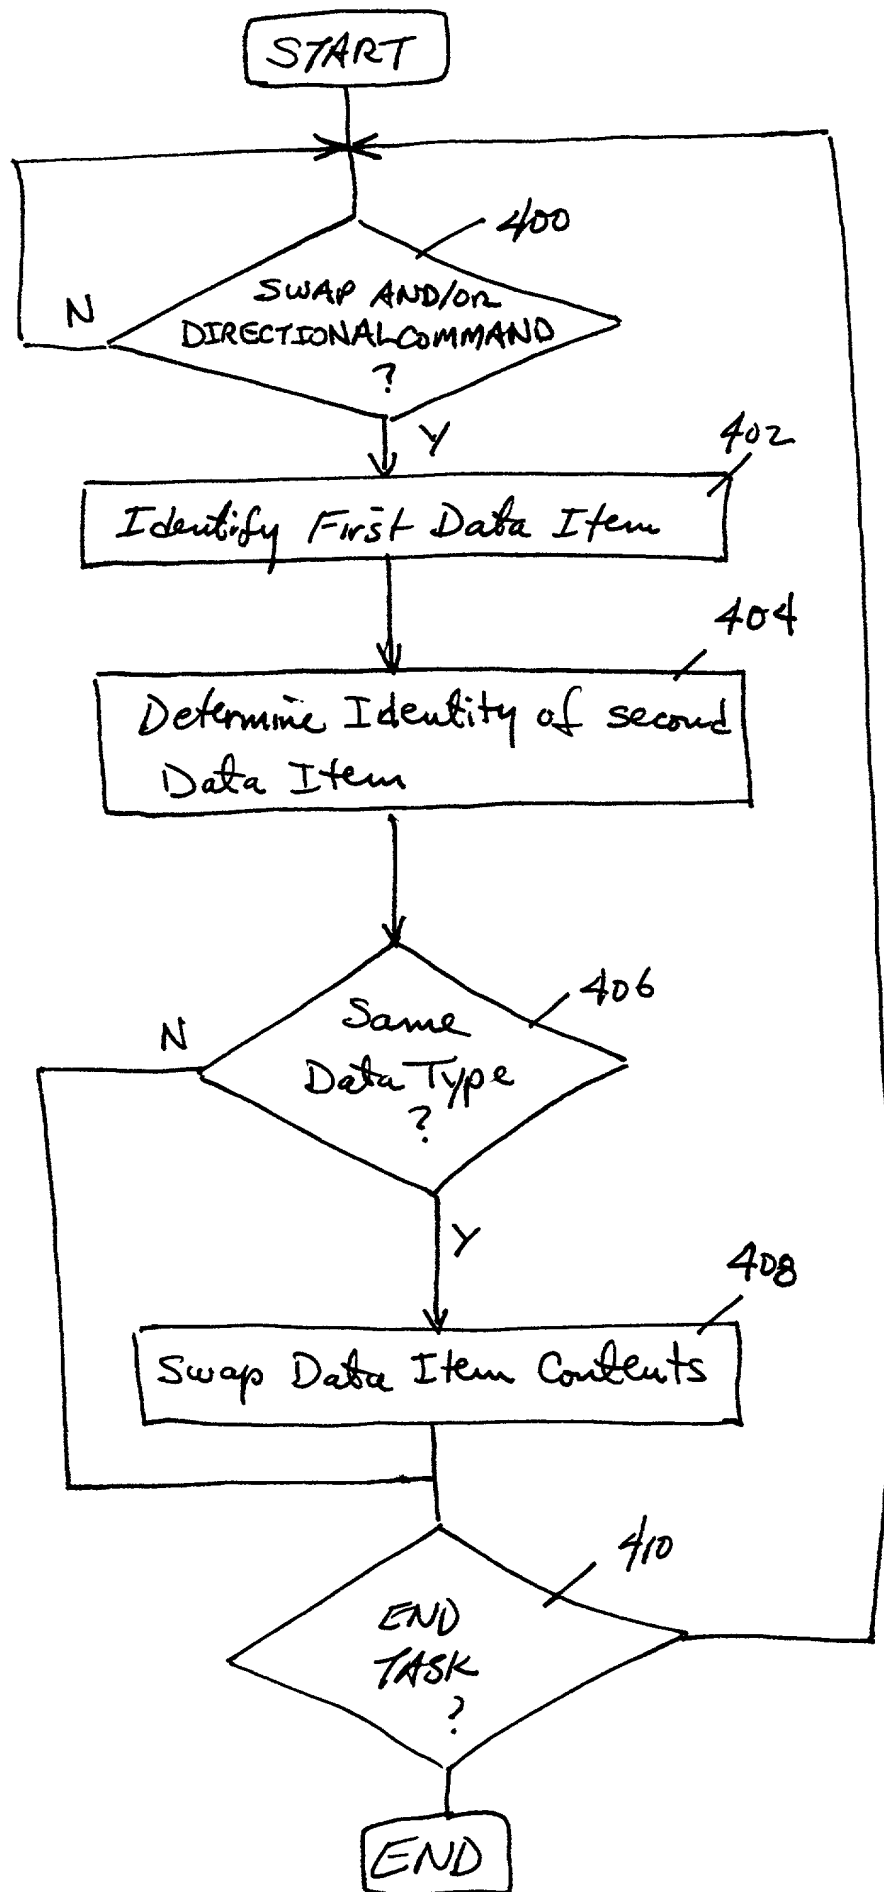 START
400
SWAP AND/OR
N
DIRECTIONAL COMMAND
?
Y
402
Identify First Data Item
404
Determine Identity of second
Data Item
406
N
Same
Data Type
?
Y
408
Swap Data Item Contents
410
END
TASK
?
END